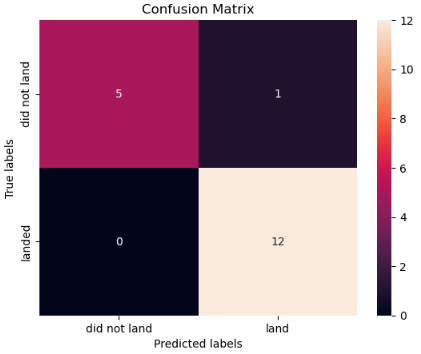 Confusion Matrix
did not land
landed
True labels
5
1
0
12
did not land
land
Predicted labels
12
10
8
6
4
2
0